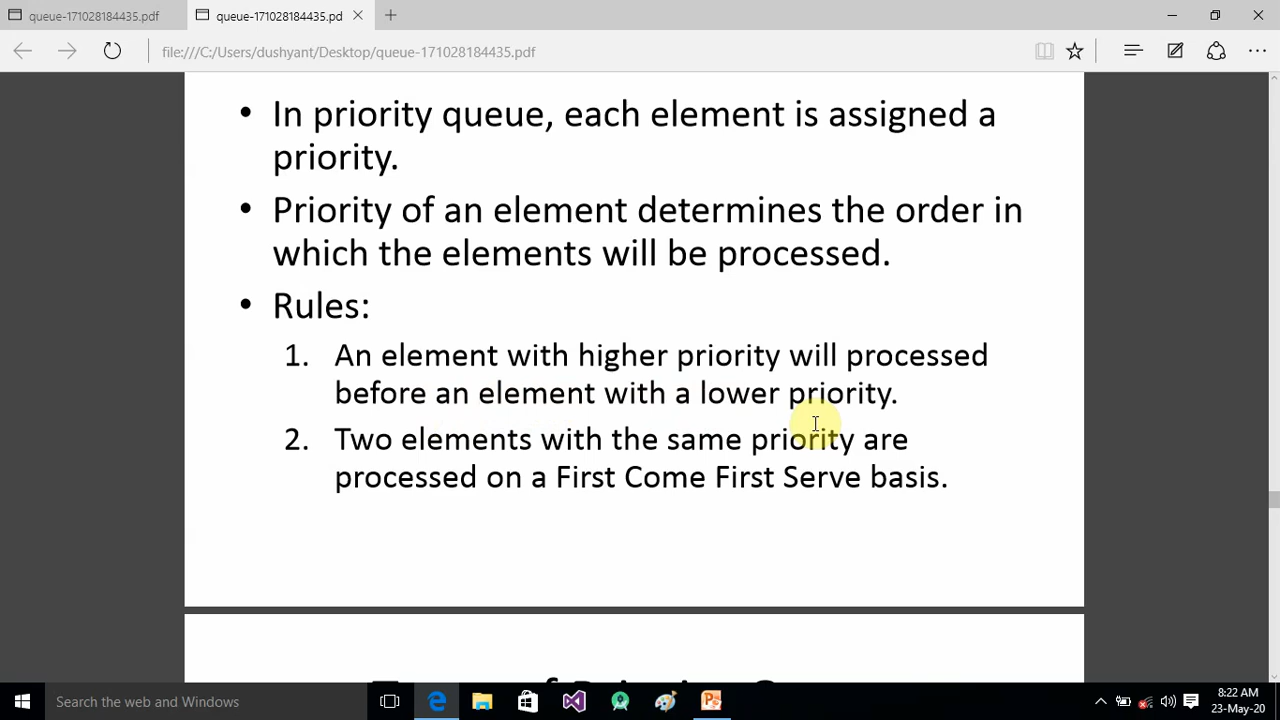 queue-171028184435.pdf
queue-171028184435.pd
file:///C:/Users/dushyant/Desktop/queue-171028184435.pdf
• In priority queue, each element is assigned a
priority.
• Priority of an element determines the order in
which the elements will be processed.
• Rules:
1. An element with higher priority will processed
before an element with a lower priority.
2. Two elements with the same priority are
processed on a First Come First Serve basis.
Search the web and Windows
8:22 AM
23-May-20